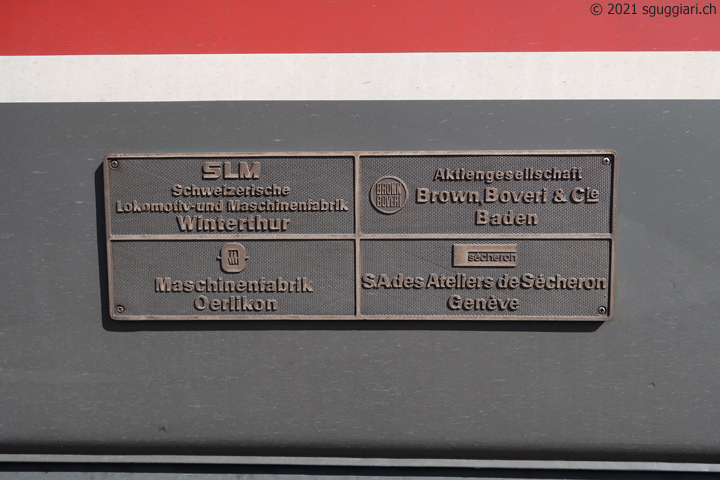 © 2021 sguggiari.ch
SLM
Schweizerische
Lokomotiv-und Maschinenfabrik
Winterthur
BROWN
BOVERI
Aktiengesellschaft
Brown, Boveri & Cie
Baden
Maschinenfabrik
Oerlikon
sécheron
S.A des Ateliers de Sécheron
Genève